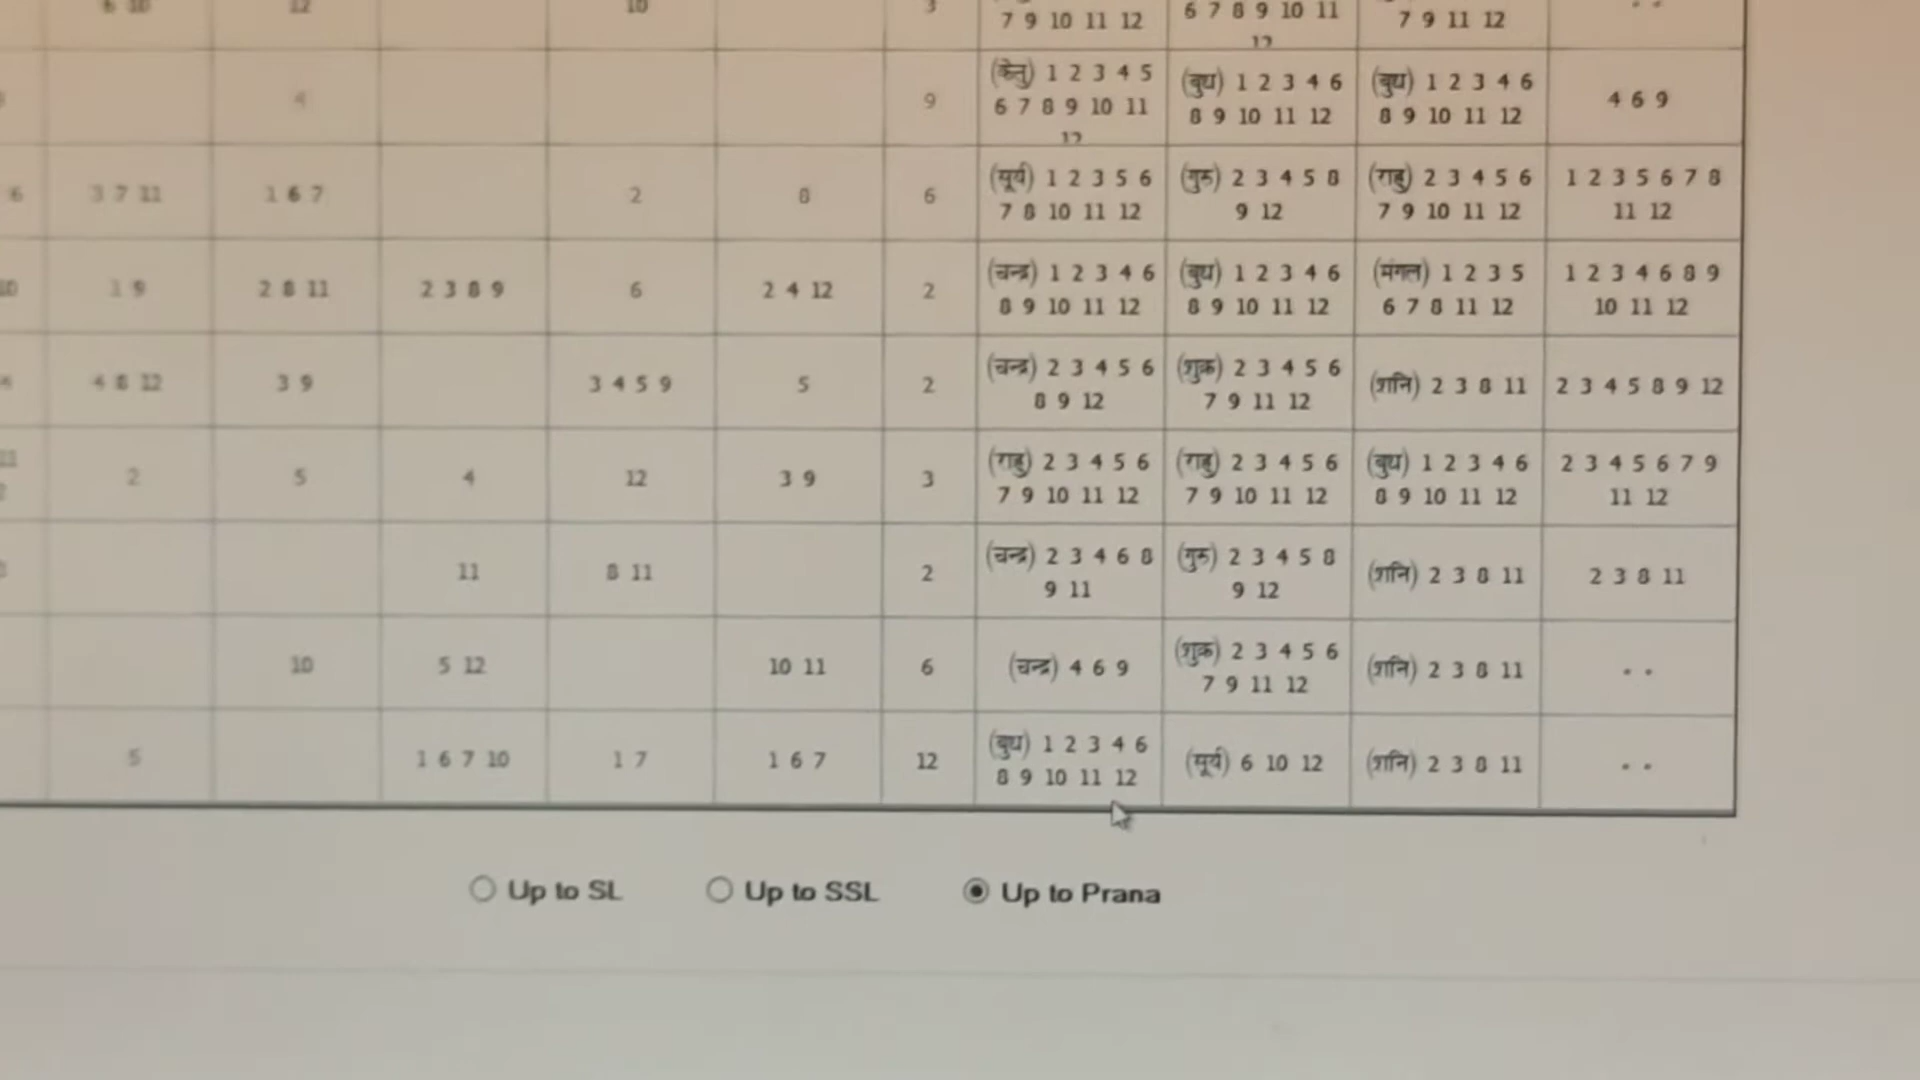 6 10 12 10 3 7 9 10 11 12 6 7 8 9 10 11 12 7 9 11 12 - -
4 9 (केतु) 1 2 3 4 5 6 7 8 9 10 11 12 (बुध) 1 2 3 4 6 8 9 10 11 12 (बुध) 1 2 3 4 6 8 9 10 11 12 4 6 9
6 3 7 11 1 6 7 2 8 6 (सूर्य) 1 2 3 5 6 7 8 10 11 12 (गुरु) 2 3 4 5 8 9 12 (राहु) 2 3 4 5 6 7 9 10 11 12 1 2 3 5 6 7 8 11 12
10 1 9 2 8 11 2 3 8 9 6 2 4 12 2 (चन्द्र) 1 2 3 4 6 8 9 10 11 12 (बुध) 1 2 3 4 6 8 9 10 11 12 (मंगल) 1 2 3 5 6 7 8 11 12 1 2 3 4 6 8 9 10 11 12
4 8 12 3 9 3 4 5 9 5 2 (चन्द्र) 2 3 4 5 6 8 9 12 (शुक्र) 2 3 4 5 6 7 9 11 12 (शनि) 2 3 8 11 2 3 4 5 8 9 12
11 2 5 4 12 3 9 3 (राहु) 2 3 4 5 6 7 9 10 11 12 (राहु) 2 3 4 5 6 7 9 10 11 12 (बुध) 1 2 3 4 6 8 9 10 11 12 2 3 4 5 6 7 9 11 12
11 8 11 2 (चन्द्र) 2 3 4 6 8 9 11 (गुरु) 2 3 4 5 8 9 12 (शनि) 2 3 8 11 2 3 8 11
10 5 12 10 11 6 (चन्द्र) 4 6 9 (शुक्र) 2 3 4 5 6 7 9 11 12 (शनि) 2 3 8 11 - -
5 1 6 7 10 1 7 1 6 7 12 (बुध) 1 2 3 4 6 8 9 10 11 12 (सूर्य) 6 10 12 (शनि) 2 3 8 11 - -
Up to SL Up to SSL Up to Prana